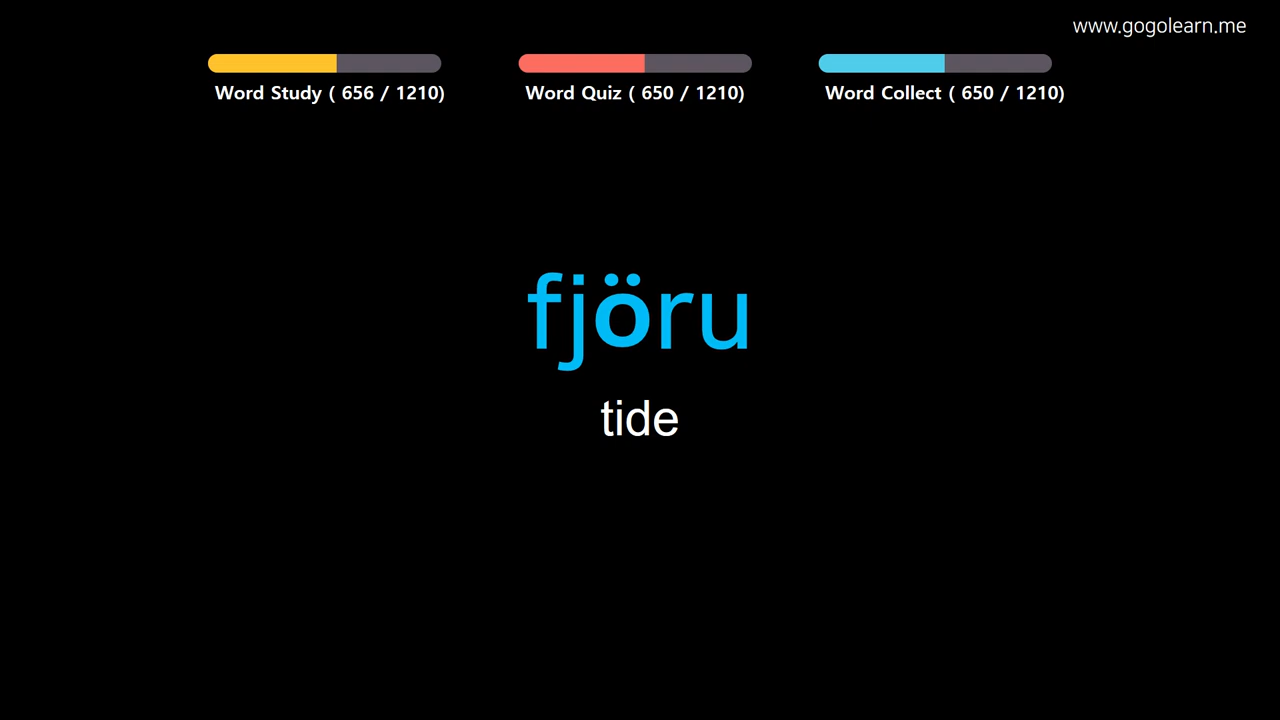 www.gogolearn.me
Word Study ( 656 / 1210)
Word Quiz ( 650 / 1210)
Word Collect ( 650 / 1210)
fjöru
tide